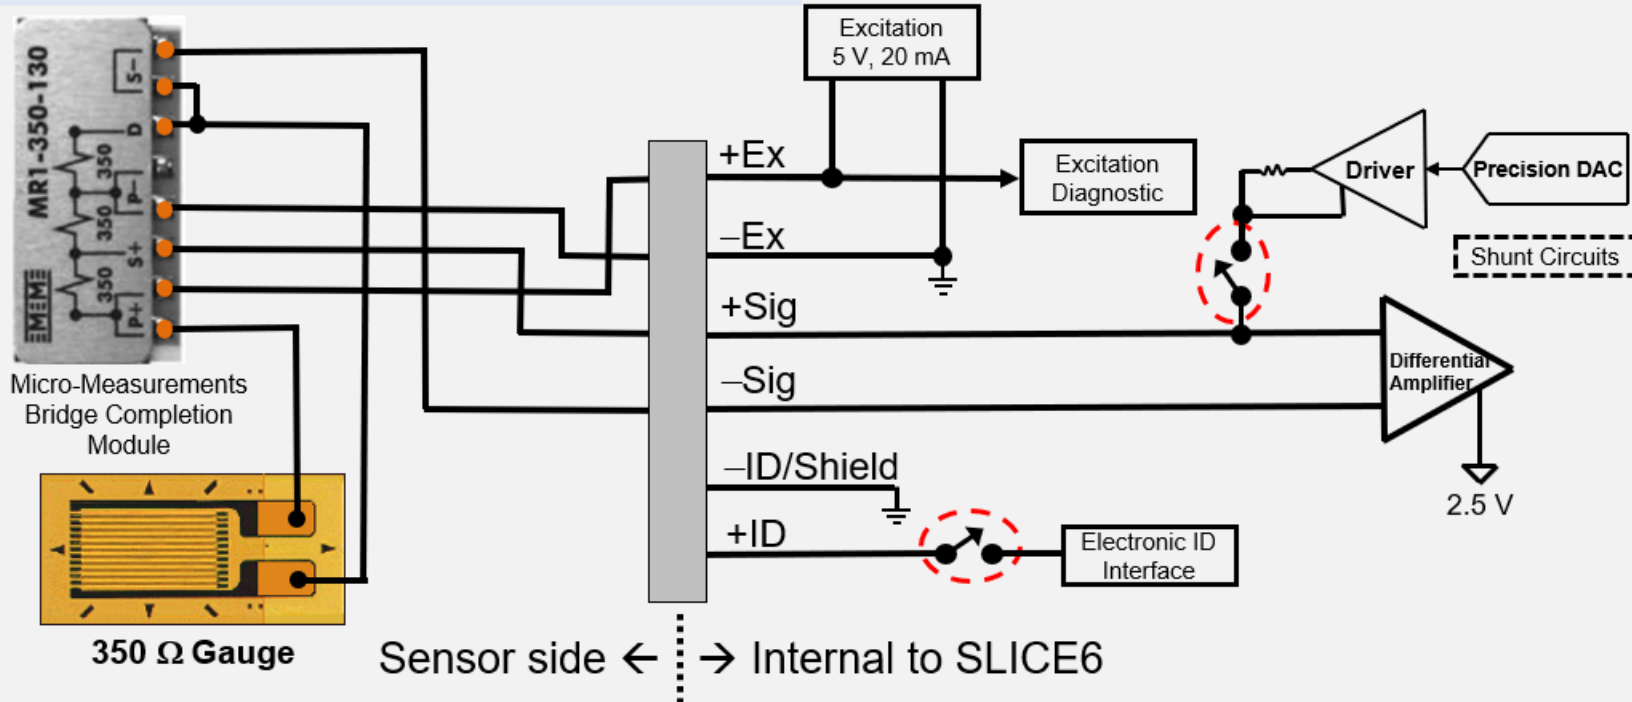 MR1-350-130
S−
D
350
P−
350
S+
350
P+
MM
Micro-Measurements
Bridge Completion
Module
350 Ω Gauge
Excitation
5 V, 20 mA
+Ex
−Ex
+Sig
−Sig
−ID/Shield
+ID
Excitation
Diagnostic
Driver
Precision DAC
Shunt Circuits
Differential
Amplifier
2.5 V
Electronic ID
Interface
Sensor side ← → Internal to SLICE6